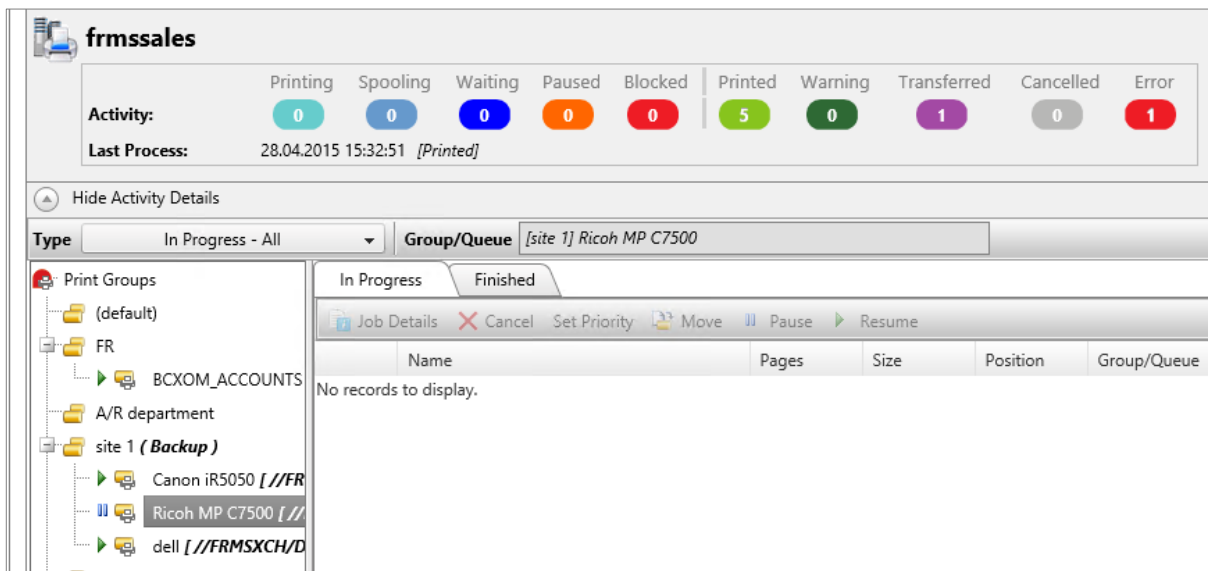 frmssales
Printing Spooling Waiting Paused Blocked Printed Warning Transferred Cancelled Error
Activity: 0 0 0 0 0 5 0 1 0 1
Last Process: 28.04.2015 15:32:51 [Printed]
Hide Activity Details
Type In Progress - All Group/Queue [site 1] Ricoh MP C7500
Print Groups
(default)
FR
BCXOM_ACCOUNTS
A/R department
site 1 ( Backup )
Canon iR5050 [ //FR
Ricoh MP C7500 [ //
dell [ //FRMSXCH/D
In Progress Finished
Job Details Cancel Set Priority Move Pause Resume
Name Pages Size Position Group/Queue
No records to display.